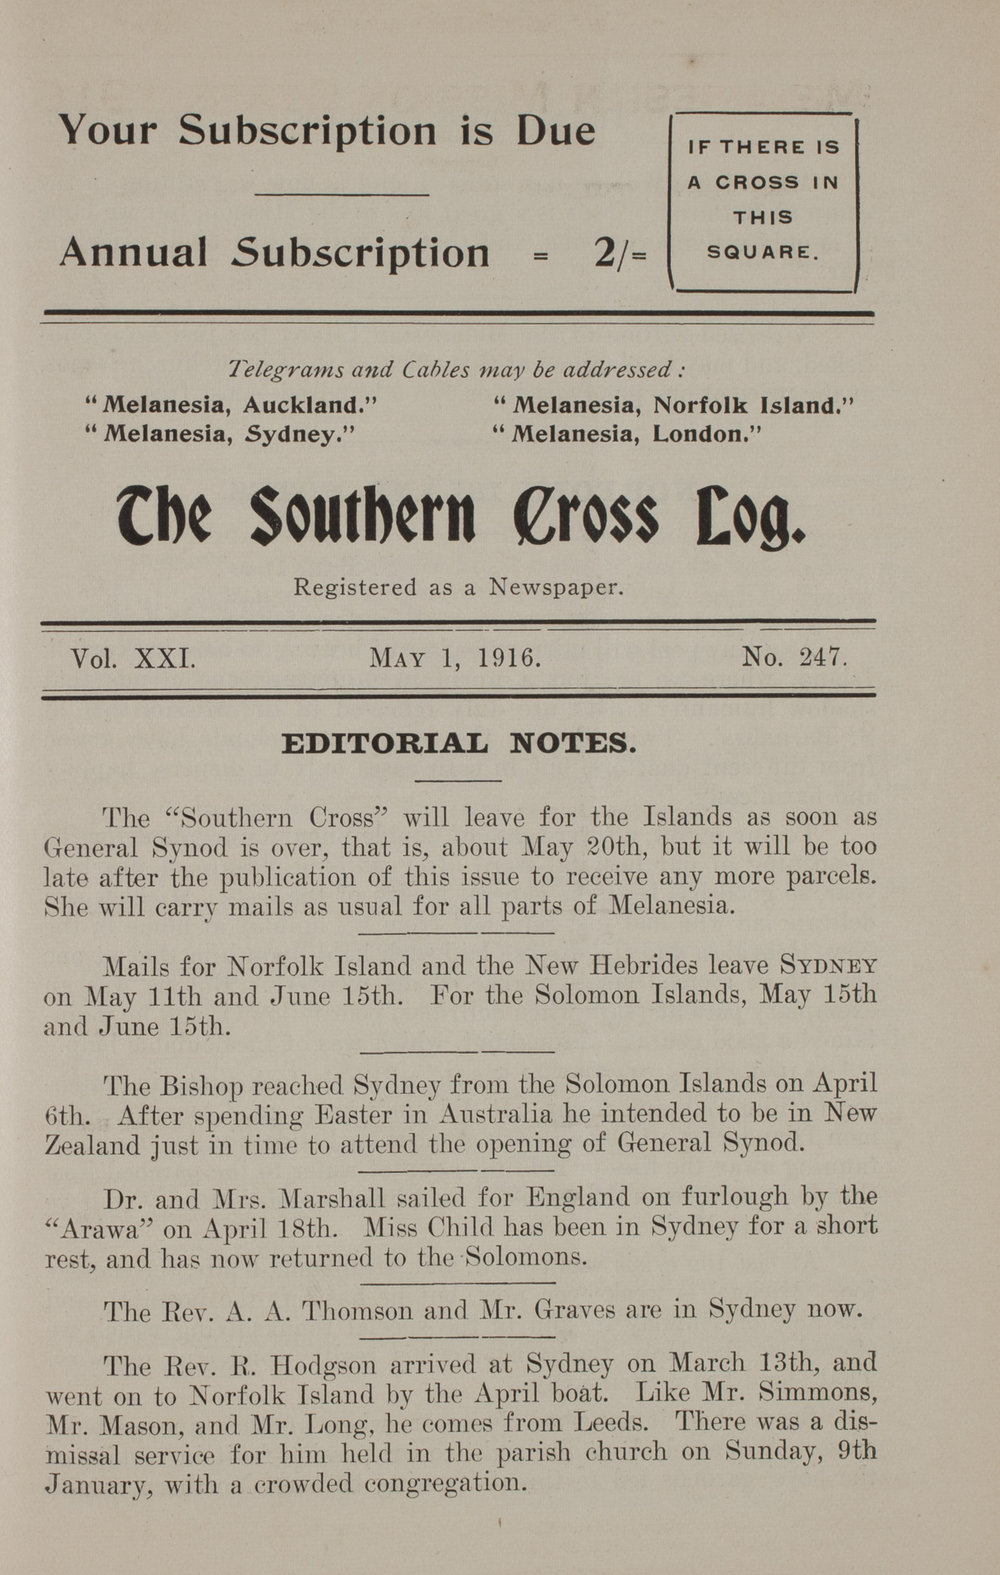 Your Subscription is Due
Annual Subscription = 2/=
IF THERE IS
A CROSS IN
THIS
SQUARE.
Telegrams and Cables may be addressed :
“Melanesia, Auckland.” “Melanesia, Norfolk Island.”
“Melanesia, Sydney.” “Melanesia, London.”
The Southern Cross Log.
Registered as a Newspaper.
Vol. XXI. MAY 1, 1916. No. 247.
EDITORIAL NOTES.
The “Southern Cross” will leave for the Islands as soon as
General Synod is over, that is, about May 20th, but it will be too
late after the publication of this issue to receive any more parcels.
She will carry mails as usual for all parts of Melanesia.
Mails for Norfolk Island and the New Hebrides leave SYDNEY
on May 11th and June 15th. For the Solomon Islands, May 15th
and June 15th.
The Bishop reached Sydney from the Solomon Islands on April
6th. After spending Easter in Australia he intended to be in New
Zealand just in time to attend the opening of General Synod.
Dr. and Mrs. Marshall sailed for England on furlough by the
“Arawa” on April 18th. Miss Child has been in Sydney for a short
rest, and has now returned to the Solomons.
The Rev. A. A. Thomson and Mr. Graves are in Sydney now.
The Rev. R. Hodgson arrived at Sydney on March 13th, and
went on to Norfolk Island by the April boat. Like Mr. Simmons,
Mr. Mason, and Mr. Long, he comes from Leeds. There was a dis-
missal service for him held in the parish church on Sunday, 9th
January, with a crowded congregation.